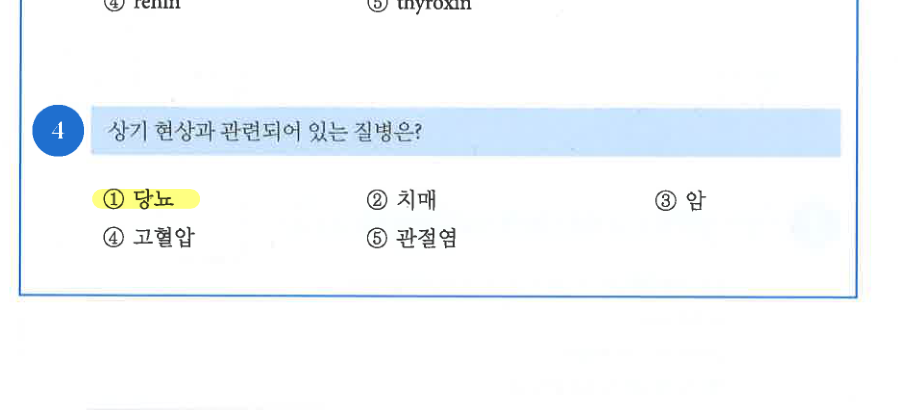 ④ renin ⑤ thyroxin
4 상기 현상과 관련되어 있는 질병은?
① 당뇨 ② 치매 ③ 암
④ 고혈압 ⑤ 관절염